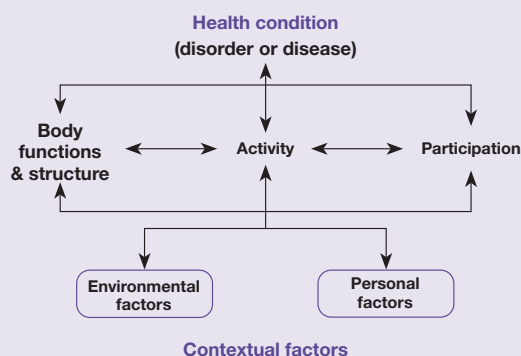 Health condition
(disorder or disease)
Body
functions
& structure
Activity
Participation
Environmental
factors
Personal
factors
Contextual factors